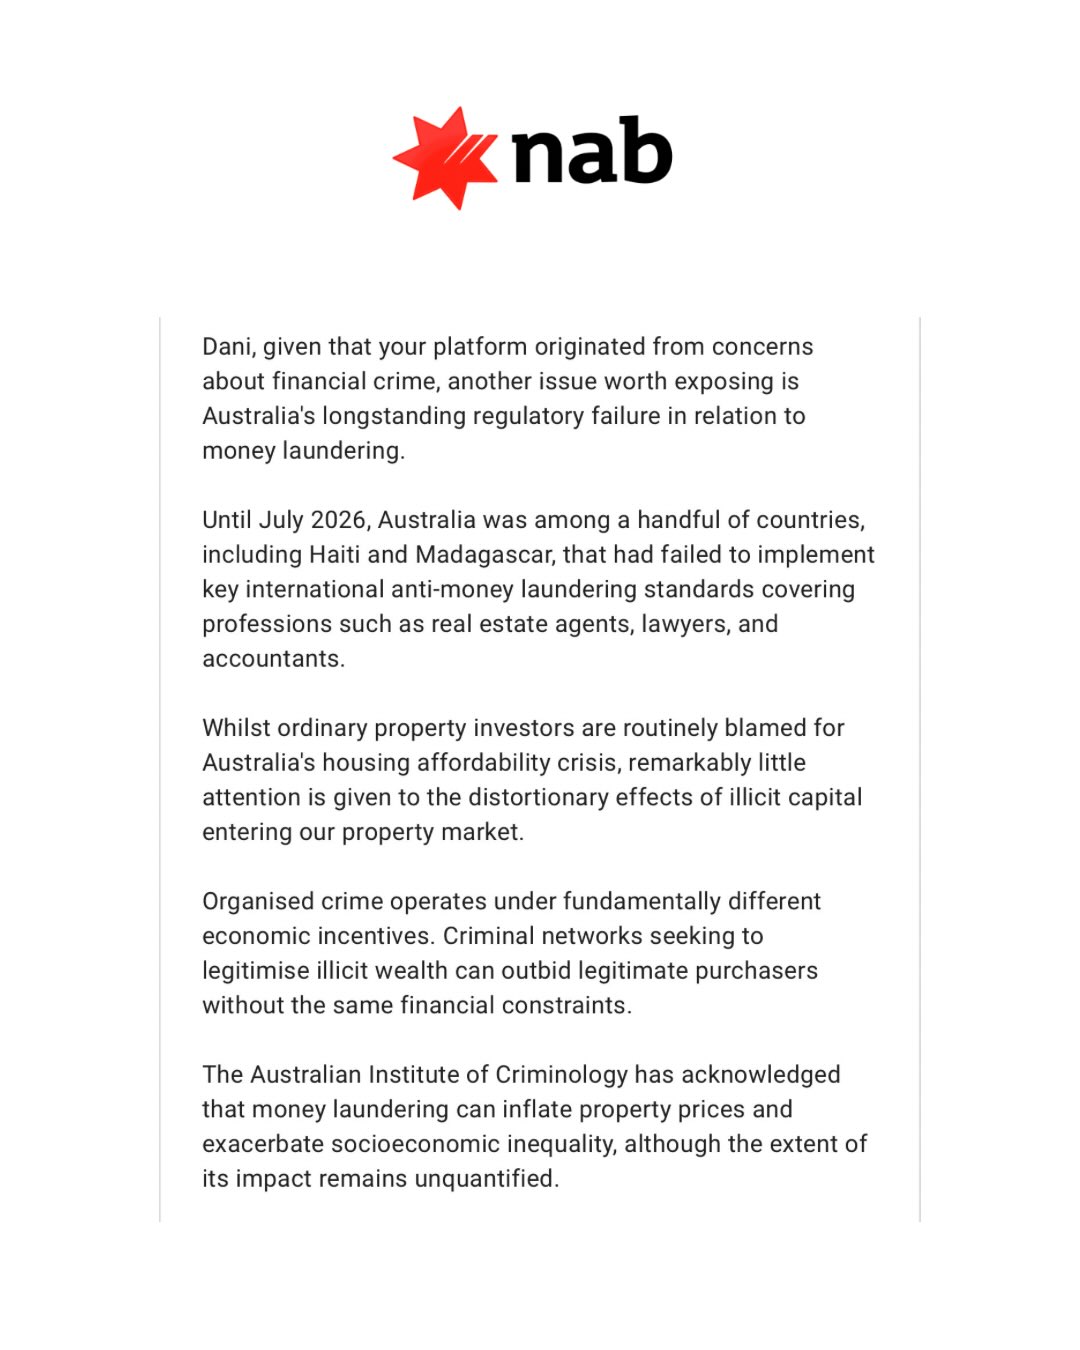 nab
Dani, given that your platform originated from concerns
about financial crime, another issue worth exposing is
Australia's longstanding regulatory failure in relation to
money laundering.
Until July 2026, Australia was among a handful of countries,
including Haiti and Madagascar, that had failed to implement
key international anti-money laundering standards covering
professions such as real estate agents, lawyers, and
accountants.
Whilst ordinary property investors are routinely blamed for
Australia's housing affordability crisis, remarkably little
attention is given to the distortionary effects of illicit capital
entering our property market.
Organised crime operates under fundamentally different
economic incentives. Criminal networks seeking to
legitimise illicit wealth can outbid legitimate purchasers
without the same financial constraints.
The Australian Institute of Criminology has acknowledged
that money laundering can inflate property prices and
exacerbate socioeconomic inequality, although the extent of
its impact remains unquantified.